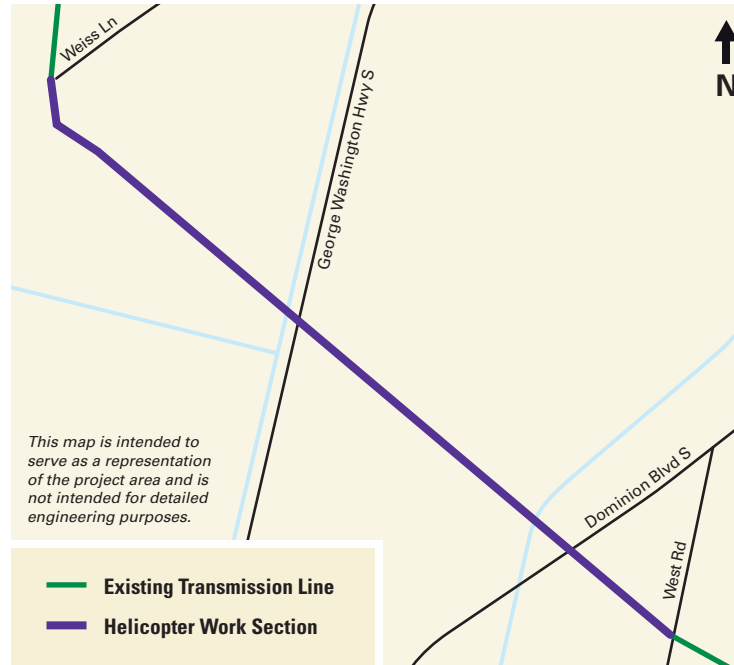 Weiss Ln
N
George Washington Hwy S
This map is intended to
serve as a representation
of the project area and is
not intended for detailed
engineering purposes.
Dominion Blvd S
West Rd
Existing Transmission Line
Helicopter Work Section